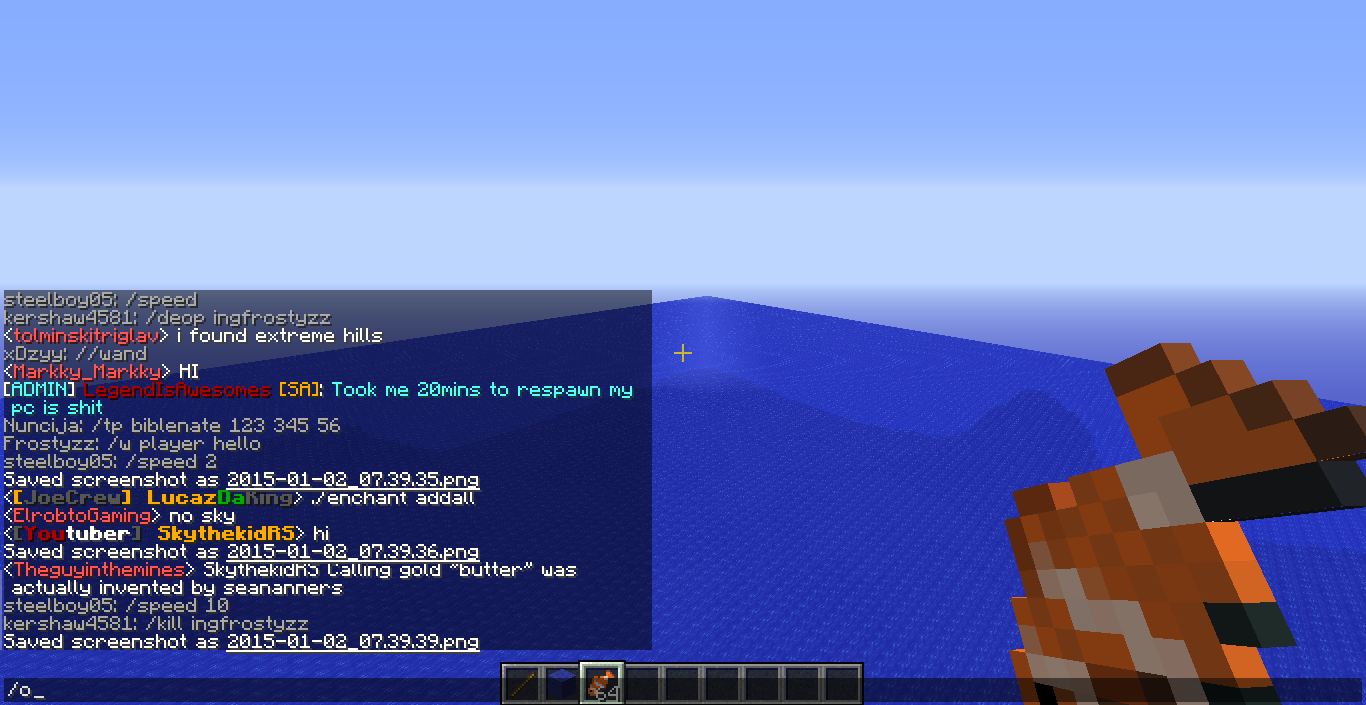 steelboy05: /speed
kershaw4581: /deop ingfrostyzz
<tolminskitriglav> i found extreme hills
xDzyy: //wand
<Markky_Markky> HI
[ADMIN] LegendIsAwesomes [SA]: Took me 20mins to respawn my
pc is shit
Nuncija: /tp biblenate 123 345 56
Frostyzz: /w player hello
steelboy05: /speed 2
Saved screenshot as 2015-01-02_07.39.35.png
<[JoeCrew] LucazDaKing> ./enchant addall
<ElrobtoGaming> no sky
<[Youtuber] SkythekidRS> hi
Saved screenshot as 2015-01-02_07.39.36.png
<Theguyinthemines> SkythekidRS Calling gold "butter" was
actually invented by seananners
steelboy05: /speed 10
kershaw4581: /kill ingfrostyzz
Saved screenshot as 2015-01-02_07.39.39.png
64
/o_